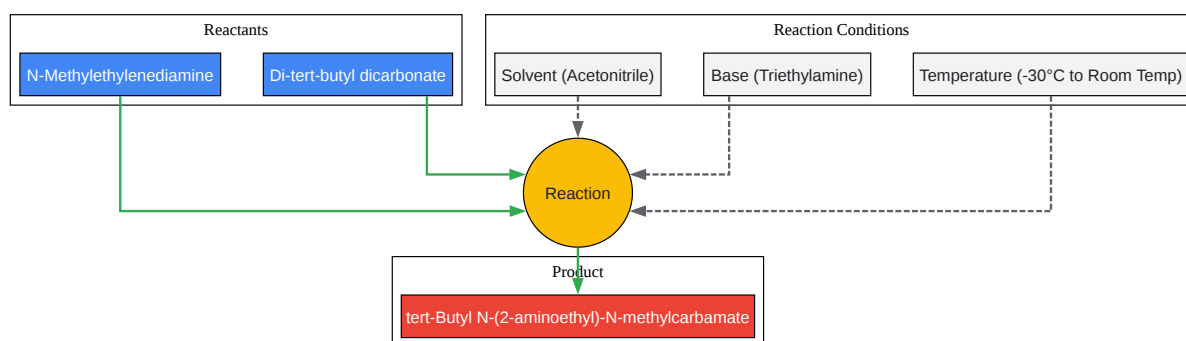 Reactants
Reaction Conditions
N-Methylethylenediamine
Di-tert-butyl dicarbonate
Solvent (Acetonitrile)
Base (Triethylamine)
Temperature (-30°C to Room Temp)
Reaction
Product
tert-Butyl N-(2-aminoethyl)-N-methylcarbamate